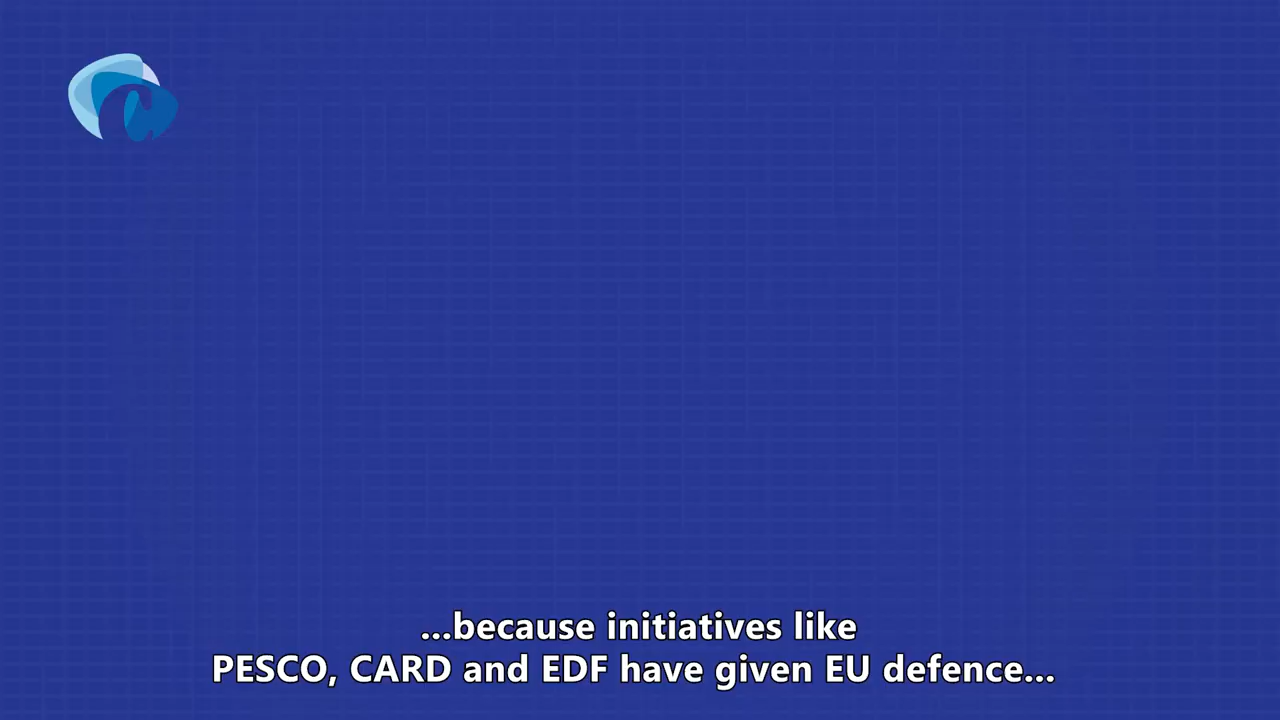 ...because initiatives like
PESCO, CARD and EDF have given EU defence...